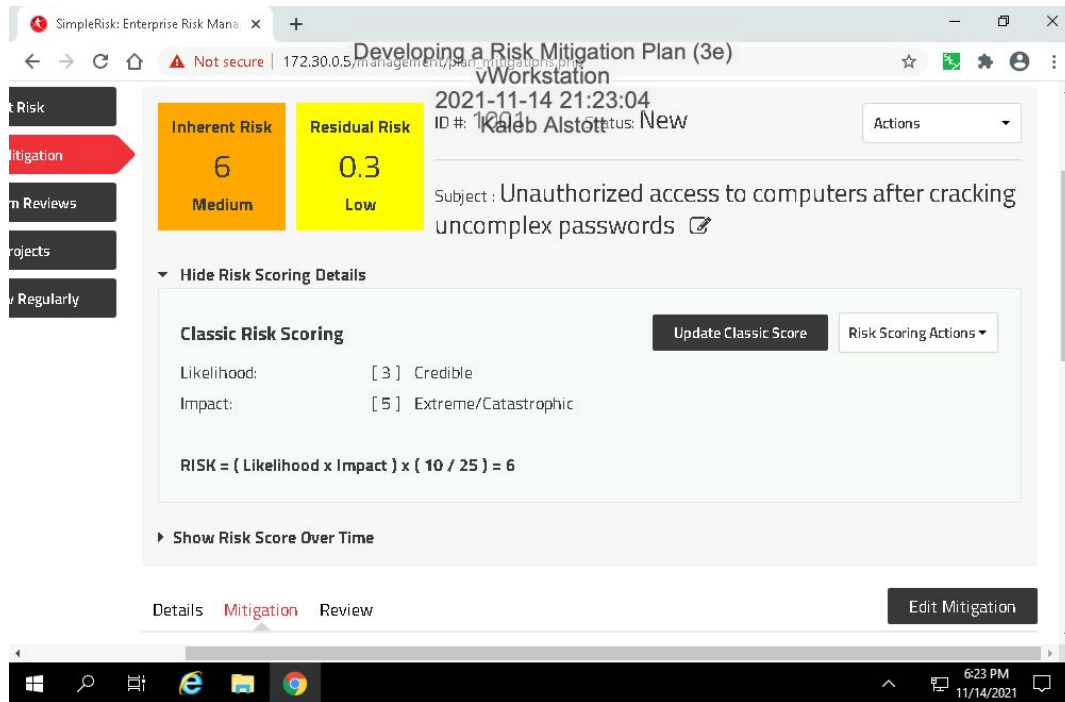 SimpleRisk: Enterprise Risk Mana
Not secure | 172.30.0.5/management/plan_mitigations.php
Developing a Risk Mitigation Plan (3e)
vWorkstation
2021-11-14 21:23:04
Kaleb Alstott
t Risk
itigation
m Reviews
rojects
w Regularly
Inherent Risk
6
Medium
Residual Risk
0.3
Low
ID #: 1001 Status: New
Actions
Subject : Unauthorized access to computers after cracking
uncomplex passwords
Hide Risk Scoring Details
Classic Risk Scoring
Update Classic Score
Risk Scoring Actions
Likelihood: [ 3 ] Credible
Impact: [ 5 ] Extreme/Catastrophic
RISK = ( Likelihood x Impact ) x ( 10 / 25 ) = 6
Show Risk Score Over Time
Details Mitigation Review
Edit Mitigation
6:23 PM
11/14/2021